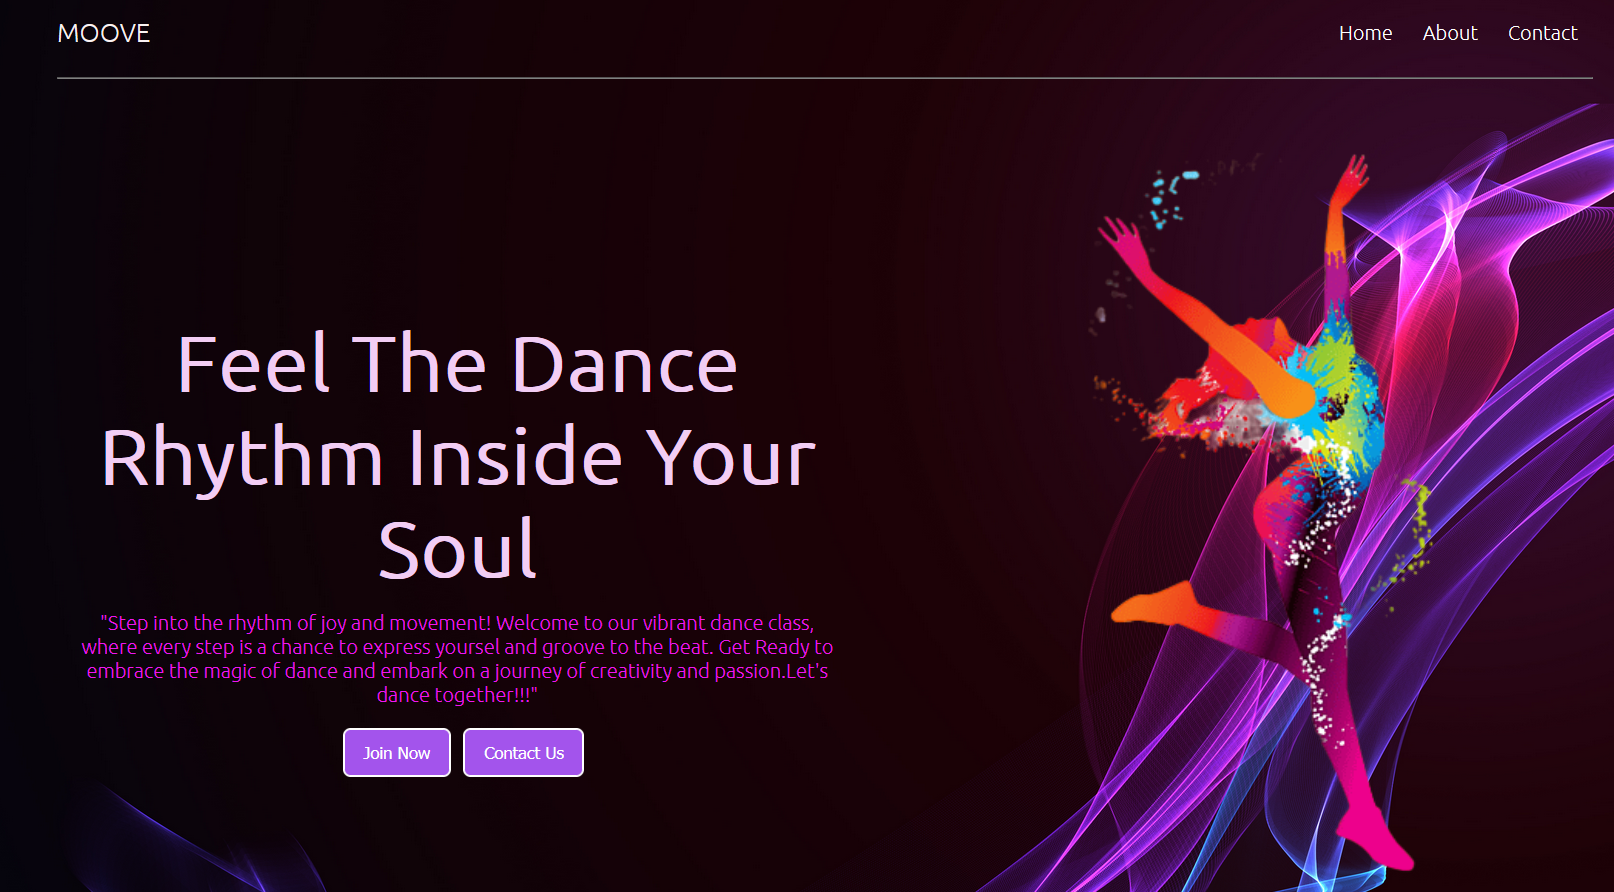 MOOVE
Home About Contact
Feel The Dance
Rhythm Inside Your
Soul
"Step into the rhythm of joy and movement! Welcome to our vibrant dance class,
where every step is a chance to express yoursel and groove to the beat. Get Ready to
embrace the magic of dance and embark on a journey of creativity and passion.Let's
dance together!!!"
Join Now Contact Us